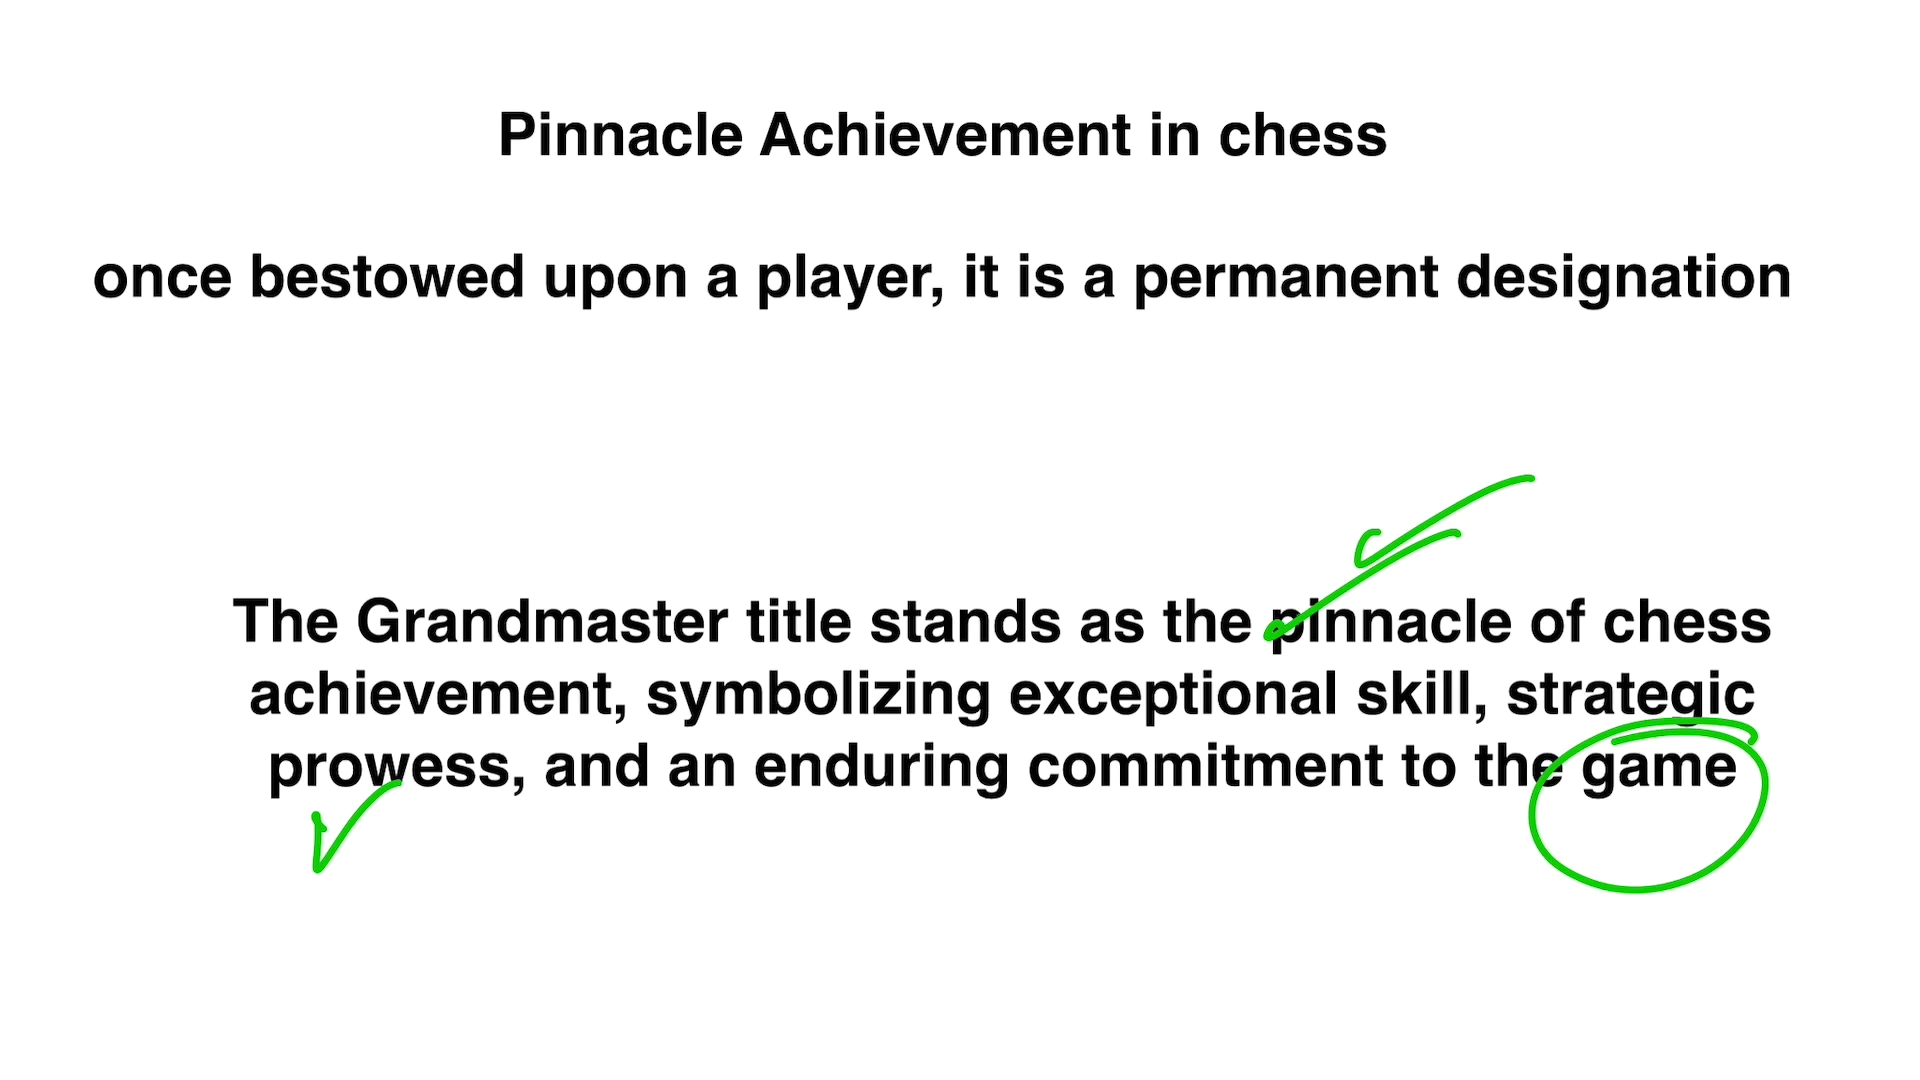 Pinnacle Achievement in chess
once bestowed upon a player, it is a permanent designation
The Grandmaster title stands as the pinnacle of chess
achievement, symbolizing exceptional skill, strategic
prowess, and an enduring commitment to the game